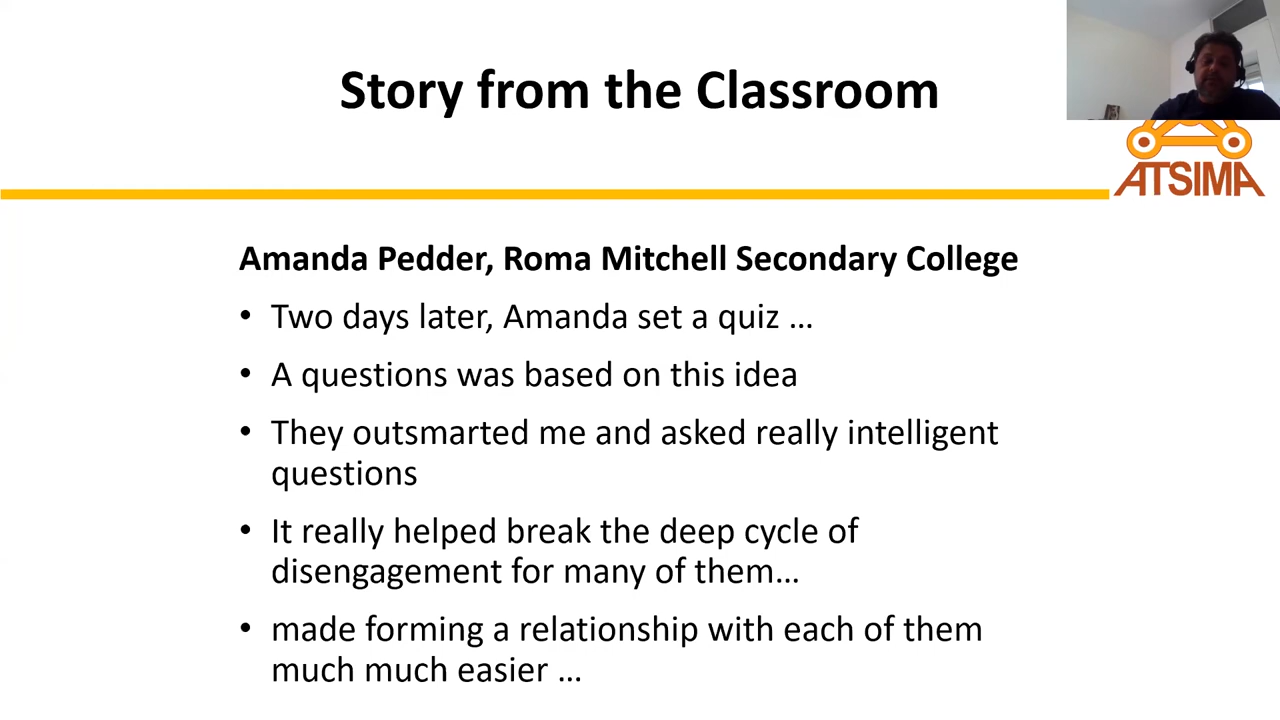 Story from the Classroom
ATSIMA
Amanda Pedder, Roma Mitchell Secondary College
• Two days later, Amanda set a quiz …
• A questions was based on this idea
• They outsmarted me and asked really intelligent
questions
• It really helped break the deep cycle of
disengagement for many of them…
• made forming a relationship with each of them
much much easier …